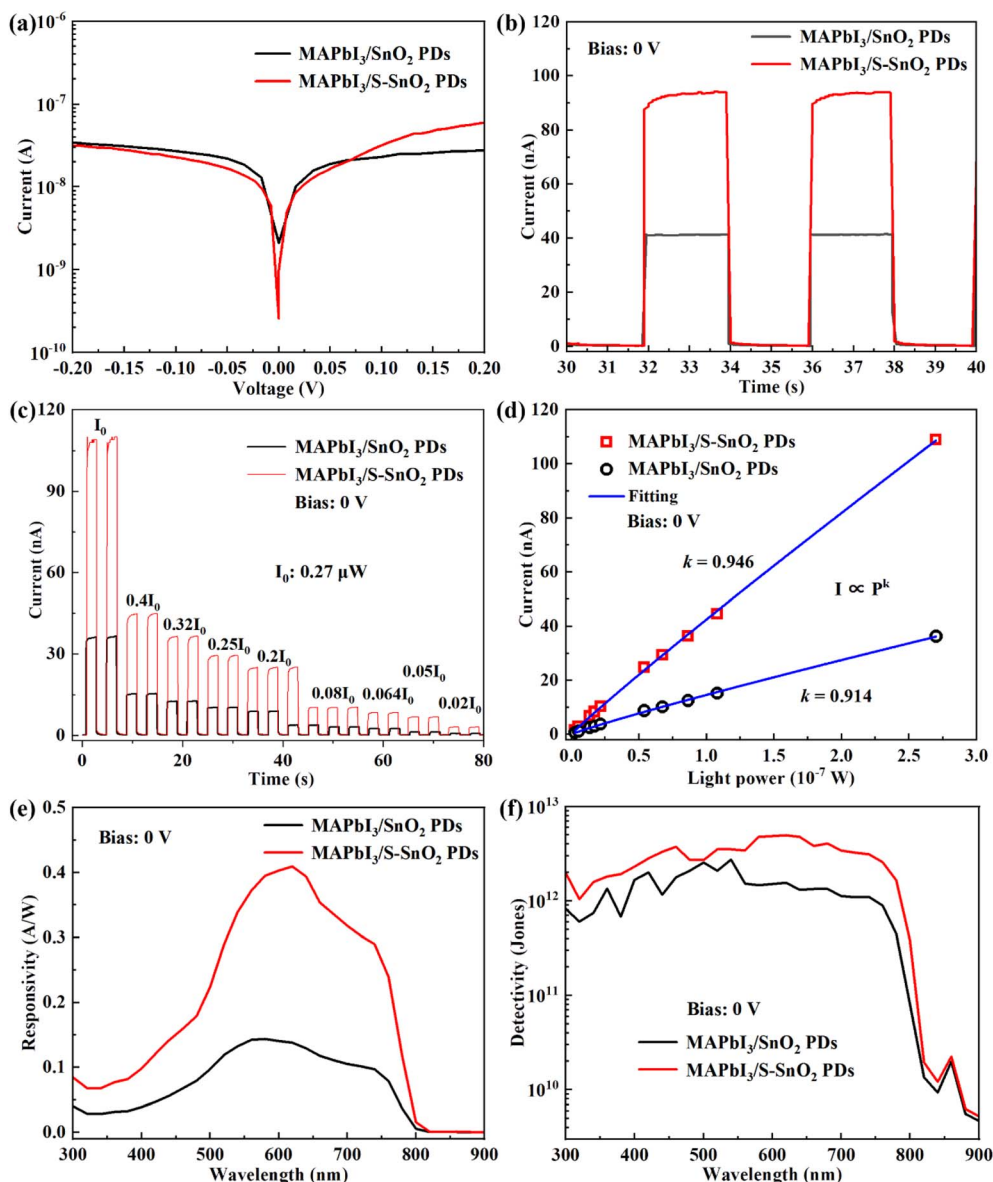 (a)
10⁻⁶
10⁻⁷
10⁻⁸
10⁻⁹
10⁻¹⁰
Current (A)
MAPbI₃/SnO₂ PDs
MAPbI₃/S-SnO₂ PDs
-0.20 -0.15 -0.10 -0.05 0.00 0.05 0.10 0.15 0.20
Voltage (V)
(b)
120
100
80
60
40
20
0
Current (nA)
Bias: 0 V
MAPbI₃/SnO₂ PDs
MAPbI₃/S-SnO₂ PDs
30 31 32 33 34 35 36 37 38 39 40
Time (s)
(c)
120
90
60
30
0
Current (nA)
I₀
MAPbI₃/SnO₂ PDs
MAPbI₃/S-SnO₂ PDs
Bias: 0 V
I₀: 0.27 μW
0.4I₀
0.32I₀
0.25I₀
0.2I₀
0.08I₀
0.064I₀
0.05I₀
0.02I₀
0 20 40 60 80
Time (s)
(d)
120
100
80
60
40
20
0
Current (nA)
MAPbI₃/S-SnO₂ PDs
MAPbI₃/SnO₂ PDs
Fitting
Bias: 0 V
k = 0.946
I ∝ Pᵏ
k = 0.914
0.0 0.5 1.0 1.5 2.0 2.5 3.0
Light power (10⁻⁷ W)
(e)
0.5
0.4
0.3
0.2
0.1
0.0
Responsivity (A/W)
Bias: 0 V
MAPbI₃/SnO₂ PDs
MAPbI₃/S-SnO₂ PDs
300 400 500 600 700 800 900
Wavelength (nm)
(f)
10¹³
10¹²
10¹¹
10¹⁰
Detectivity (Jones)
Bias: 0 V
MAPbI₃/SnO₂ PDs
MAPbI₃/S-SnO₂ PDs
300 400 500 600 700 800 900
Wavelength (nm)